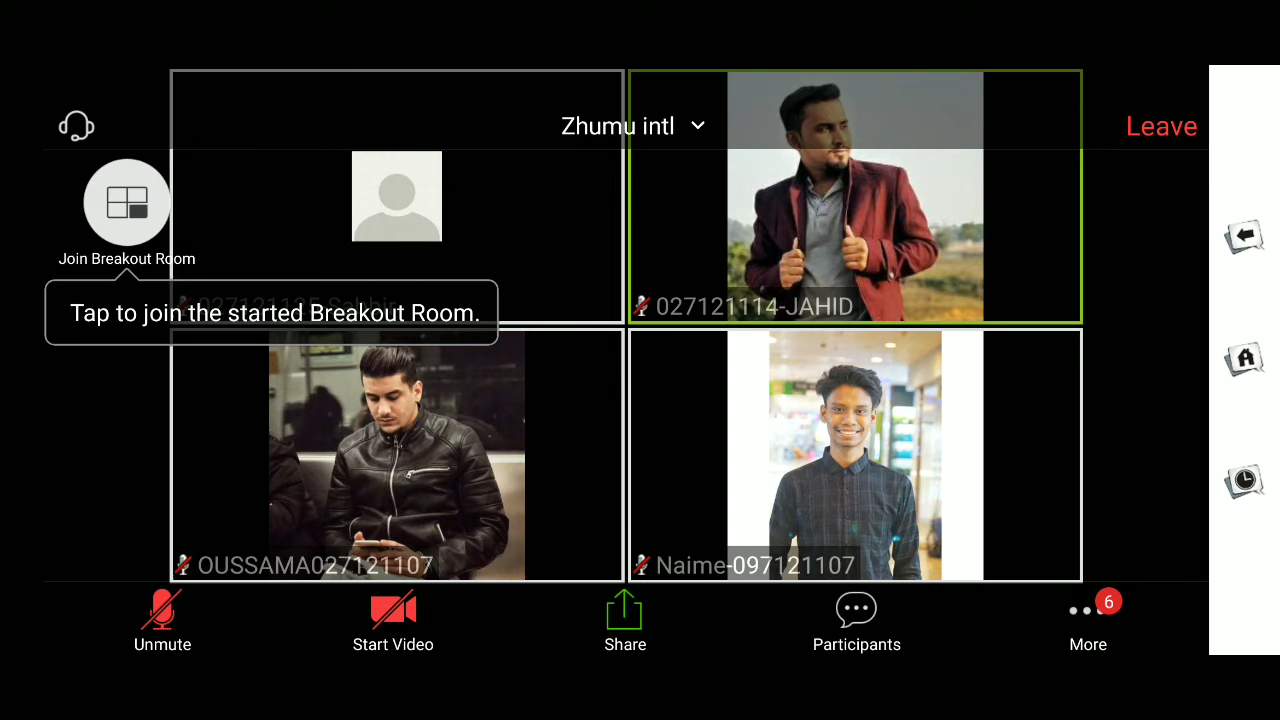 Zhumu intl
Leave
Join Breakout Room
Tap to join the started Breakout Room.
027121114-JAHID
OUSSAMA027121107
Naime-097121107
Unmute
Start Video
Share
Participants
More
6